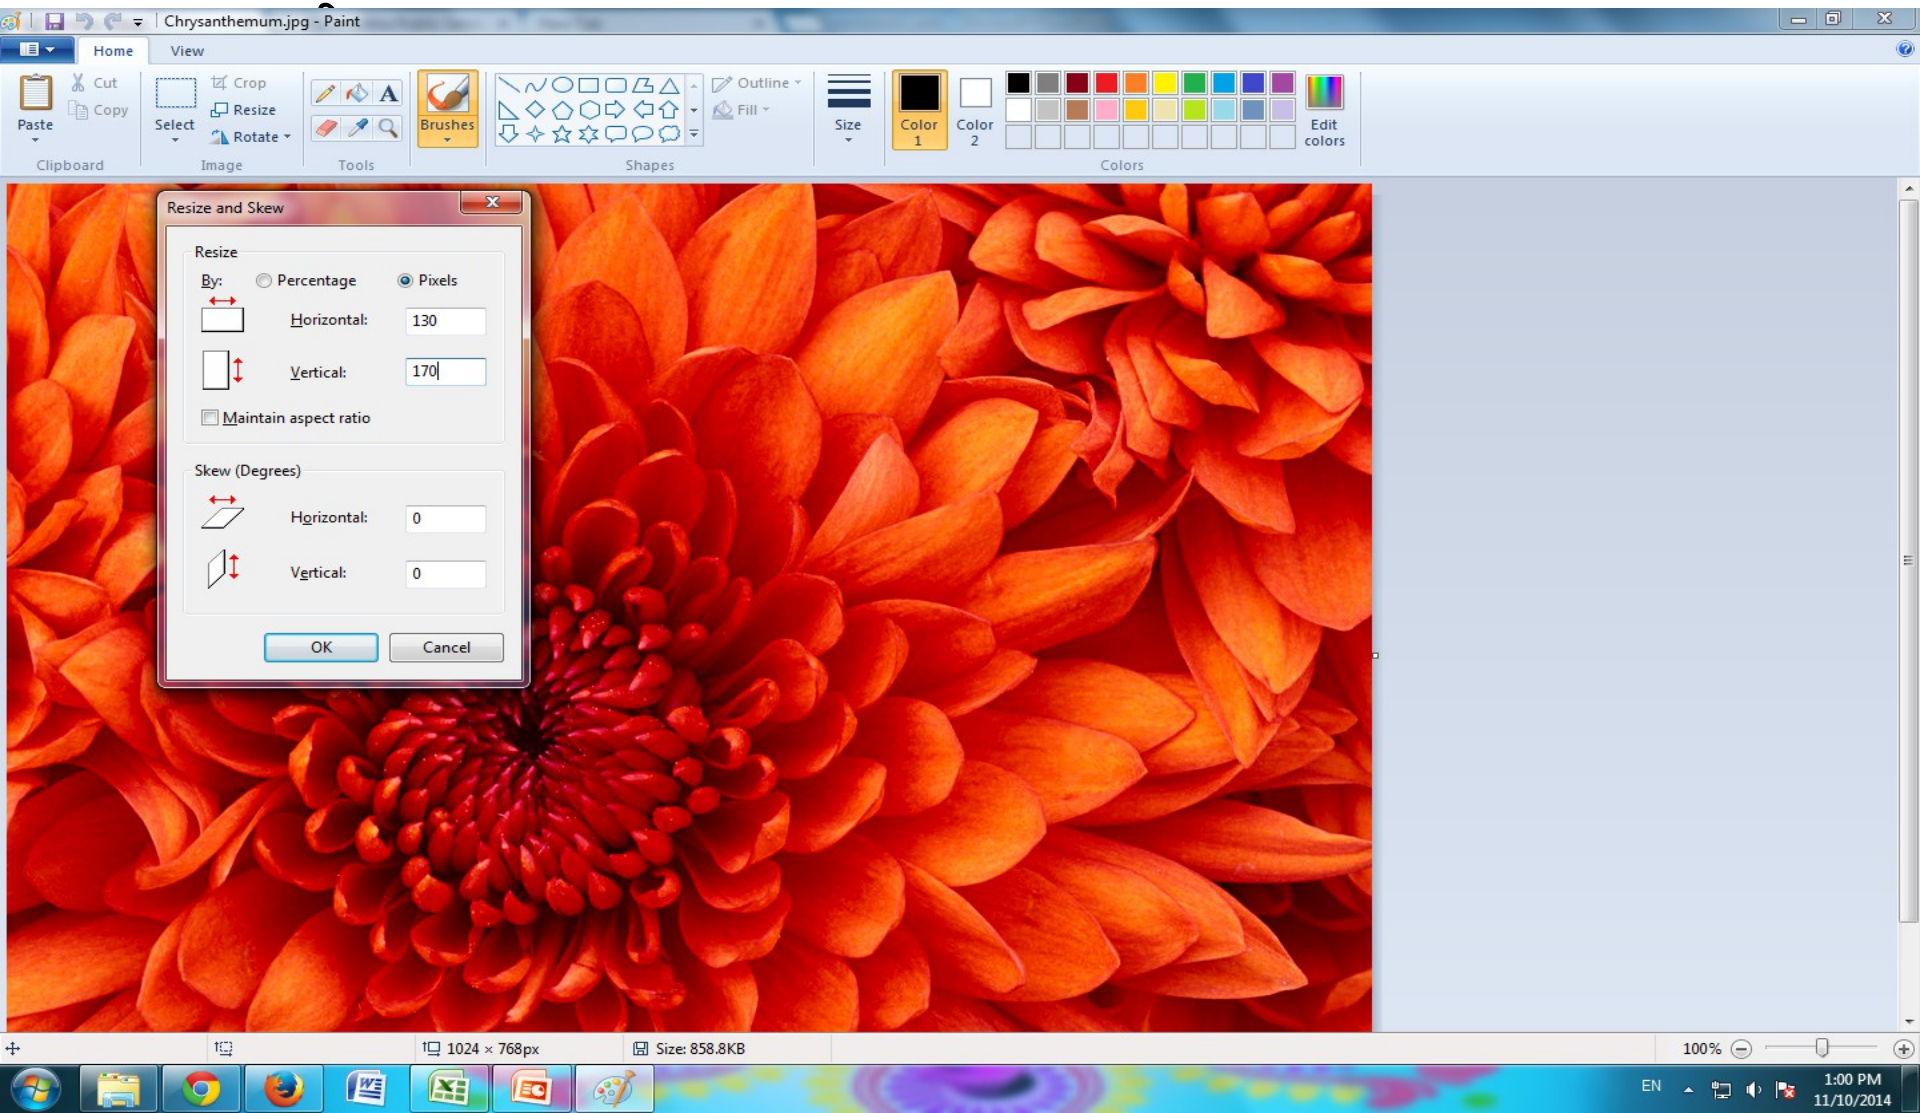 Chrysanthemum.jpg - Paint
Home View
Paste Cut Copy Select Crop Resize Rotate A Brushes Outline Fill Size Color 1 Color 2 Edit colors
Clipboard Image Tools Shapes Colors
Resize and Skew
Resize
By: Percentage Pixels
Horizontal: 130
Vertical: 170
Maintain aspect ratio
Skew (Degrees)
Horizontal: 0
Vertical: 0
OK Cancel
1024 × 768px Size: 858.8KB 100%
EN 1:00 PM
11/10/2014